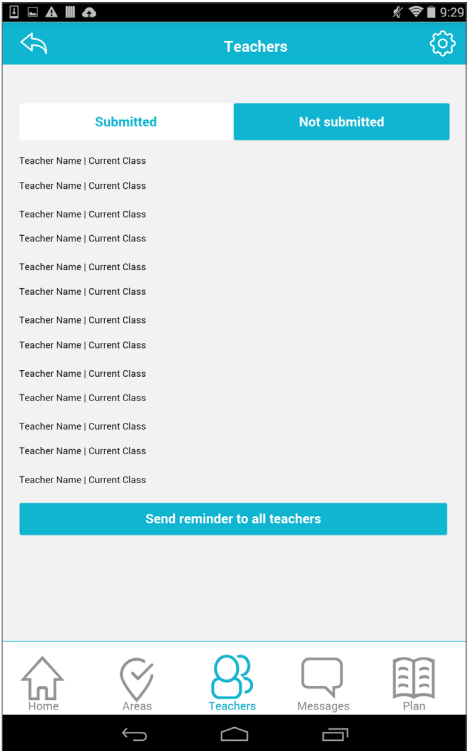 9:29
Teachers
Submitted
Not submitted
Teacher Name | Current Class
Teacher Name | Current Class
Teacher Name | Current Class
Teacher Name | Current Class
Teacher Name | Current Class
Teacher Name | Current Class
Teacher Name | Current Class
Teacher Name | Current Class
Teacher Name | Current Class
Teacher Name | Current Class
Teacher Name | Current Class
Teacher Name | Current Class
Teacher Name | Current Class
Send reminder to all teachers
Home
Areas
Teachers
Messages
Plan